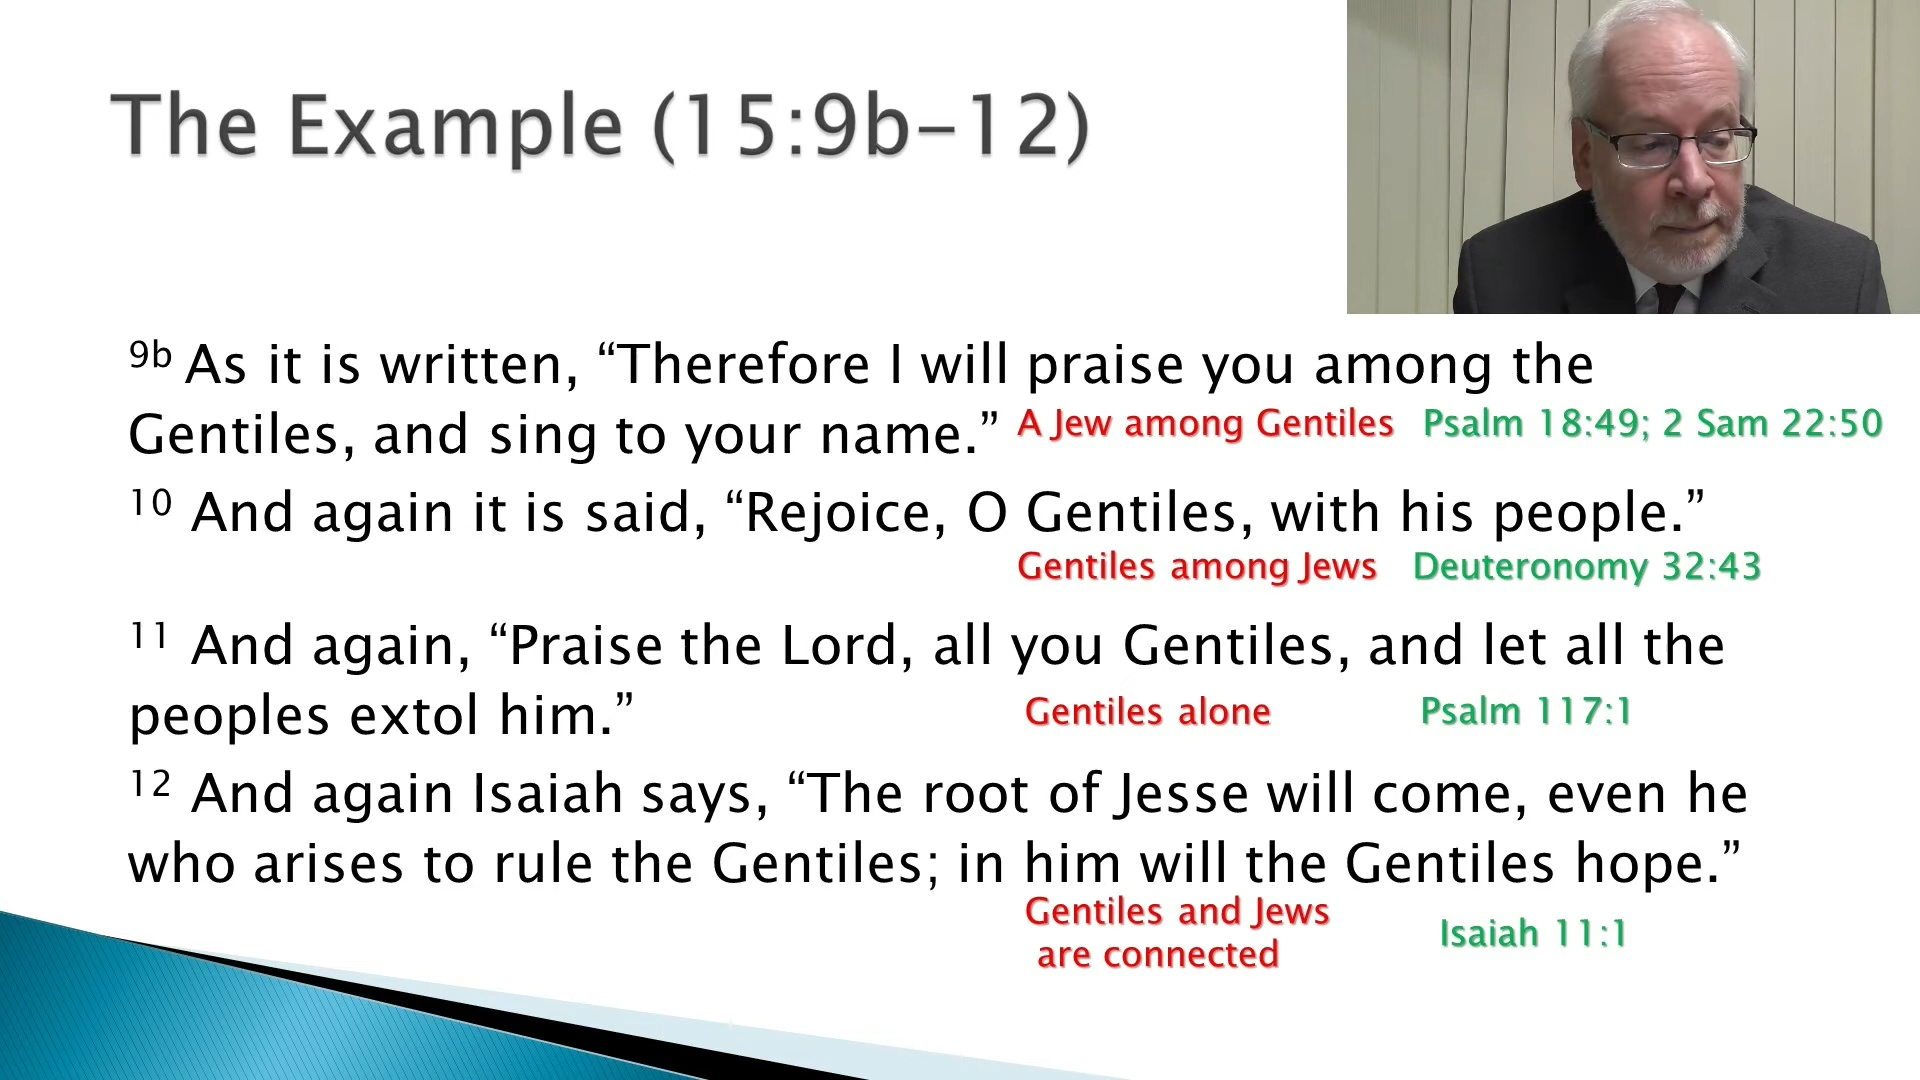 The Example (15:9b-12)
9b As it is written, “Therefore I will praise you among the
Gentiles, and sing to your name.” A Jew among Gentiles Psalm 18:49; 2 Sam 22:50
10 And again it is said, “Rejoice, O Gentiles, with his people.”
Gentiles among Jews Deuteronomy 32:43
11 And again, “Praise the Lord, all you Gentiles, and let all the
peoples extol him.” Gentiles alone Psalm 117:1
12 And again Isaiah says, “The root of Jesse will come, even he
who arises to rule the Gentiles; in him will the Gentiles hope.”
Gentiles and Jews
are connected
Isaiah 11:1